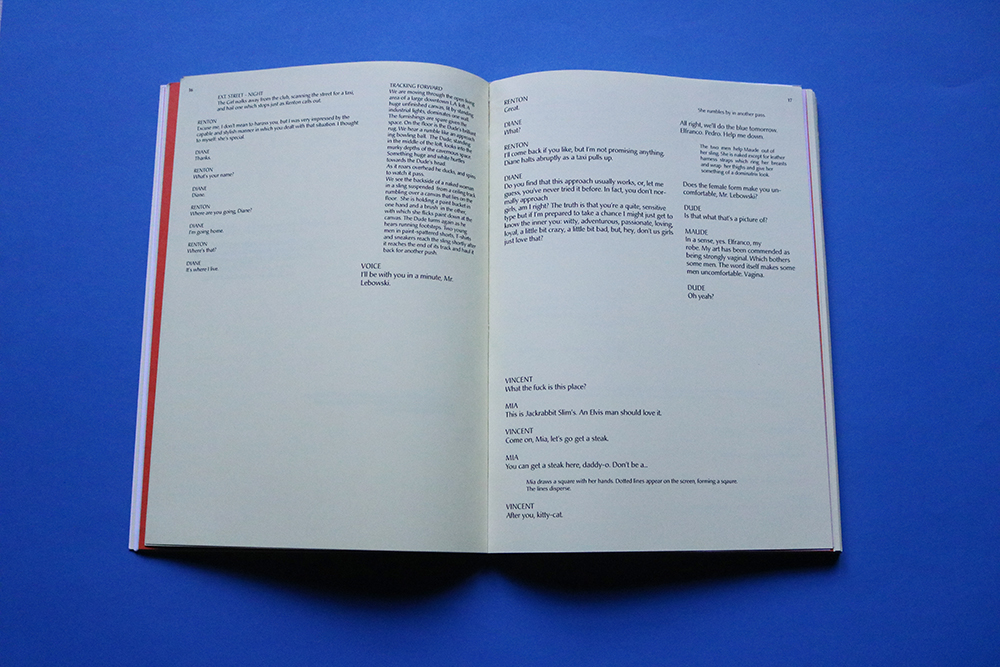 16
EXT. STREET - NIGHT
The Girl walks away from the club, scanning the street for a taxi,
and hail one which stops just as Renton calls out.
RENTON
Excuse me, I don't mean to harass you, but I was very impressed by the
capable and stylish manner in which you dealt with that situation. I thought
to myself: she's special.
DIANE
Thanks.
RENTON
What's your name?
DIANE
Diane.
RENTON
Where are you going, Diane?
DIANE
I'm going home.
RENTON
Where's that?
DIANE
It's where I live.
TRACKING FORWARD
We are moving through the open living
area of a large downtown L.A. loft. A
huge unfinished canvas, lit by standing
industrial lights, dominates one wall.
The furnishings are spare given the
space. On the floor is the Dude's brilliant
rug. We hear a rumble like an approach-
ing bowling ball. The Dude, standing
in the middle of the loft, looks into the
murky depths of the cavernous space.
Something huge and white hurtles
towards the Dude's head.
As it roars overhead he ducks, and spins
to watch it pass.
We see the backside of a naked woman
in a sling suspended from a ceiling track,
rumbling over a canvas that lies on the
floor. She is holding a paint bucket in
one hand and a brush in the other,
with which she flicks paint down at the
canvas. The Dude turns again as he
hears running footsteps. Two young
men in paint-spattered shorts, T-shirts
and sneakers reach the sling shortly after
it reaches the end of its track and haul it
back for another push.
VOICE
I'll be with you in a minute, Mr.
Lebowski.
17
RENTON
Great.
DIANE
What?
RENTON
I'll come back if you like, but I'm not promising anything.
Diane halts abruptly as a taxi pulls up.
DIANE
Do you find that this approach usually works, or, let me
guess, you've never tried it before. In fact, you don't nor-
mally approach
girls, am I right? The truth is that you're a quite, sensitive
type but if I'm prepared to take a chance I might just get to
know the inner you: witty, adventurous, passionate, loving,
loyal, a little bit crazy, a little bit bad, but, hey, don't us girls
just love that?
She rumbles by in another pass.
All right, we'll do the blue tomorrow.
Elfranco. Pedro. Help me down.
The two men help Maude out of
her sling. She is naked except for leather
harness straps which ring her breasts
and wrap her thighs and give her
something of a dominatrix look.
Does the female form make you un-
comfortable, Mr. Lebowski?
DUDE
Is that what that's a picture of?
MAUDE
In a sense, yes. Elfranco, my
robe. My art has been commended as
being strongly vaginal. Which bothers
some men. The word itself makes some
men uncomfortable. Vagina.
DUDE
Oh yeah?
VINCENT
What the fuck is this place?
MIA
This is Jackrabbit Slim's. An Elvis man should love it.
VINCENT
Come on, Mia, let's go get a steak.
MIA
You can get a steak here, daddy-o. Don't be a...
Mia draws a square with her hands. Dotted lines appear on the screen, forming a sqaure.
The lines disperse.
VINCENT
After you, kitty-cat.